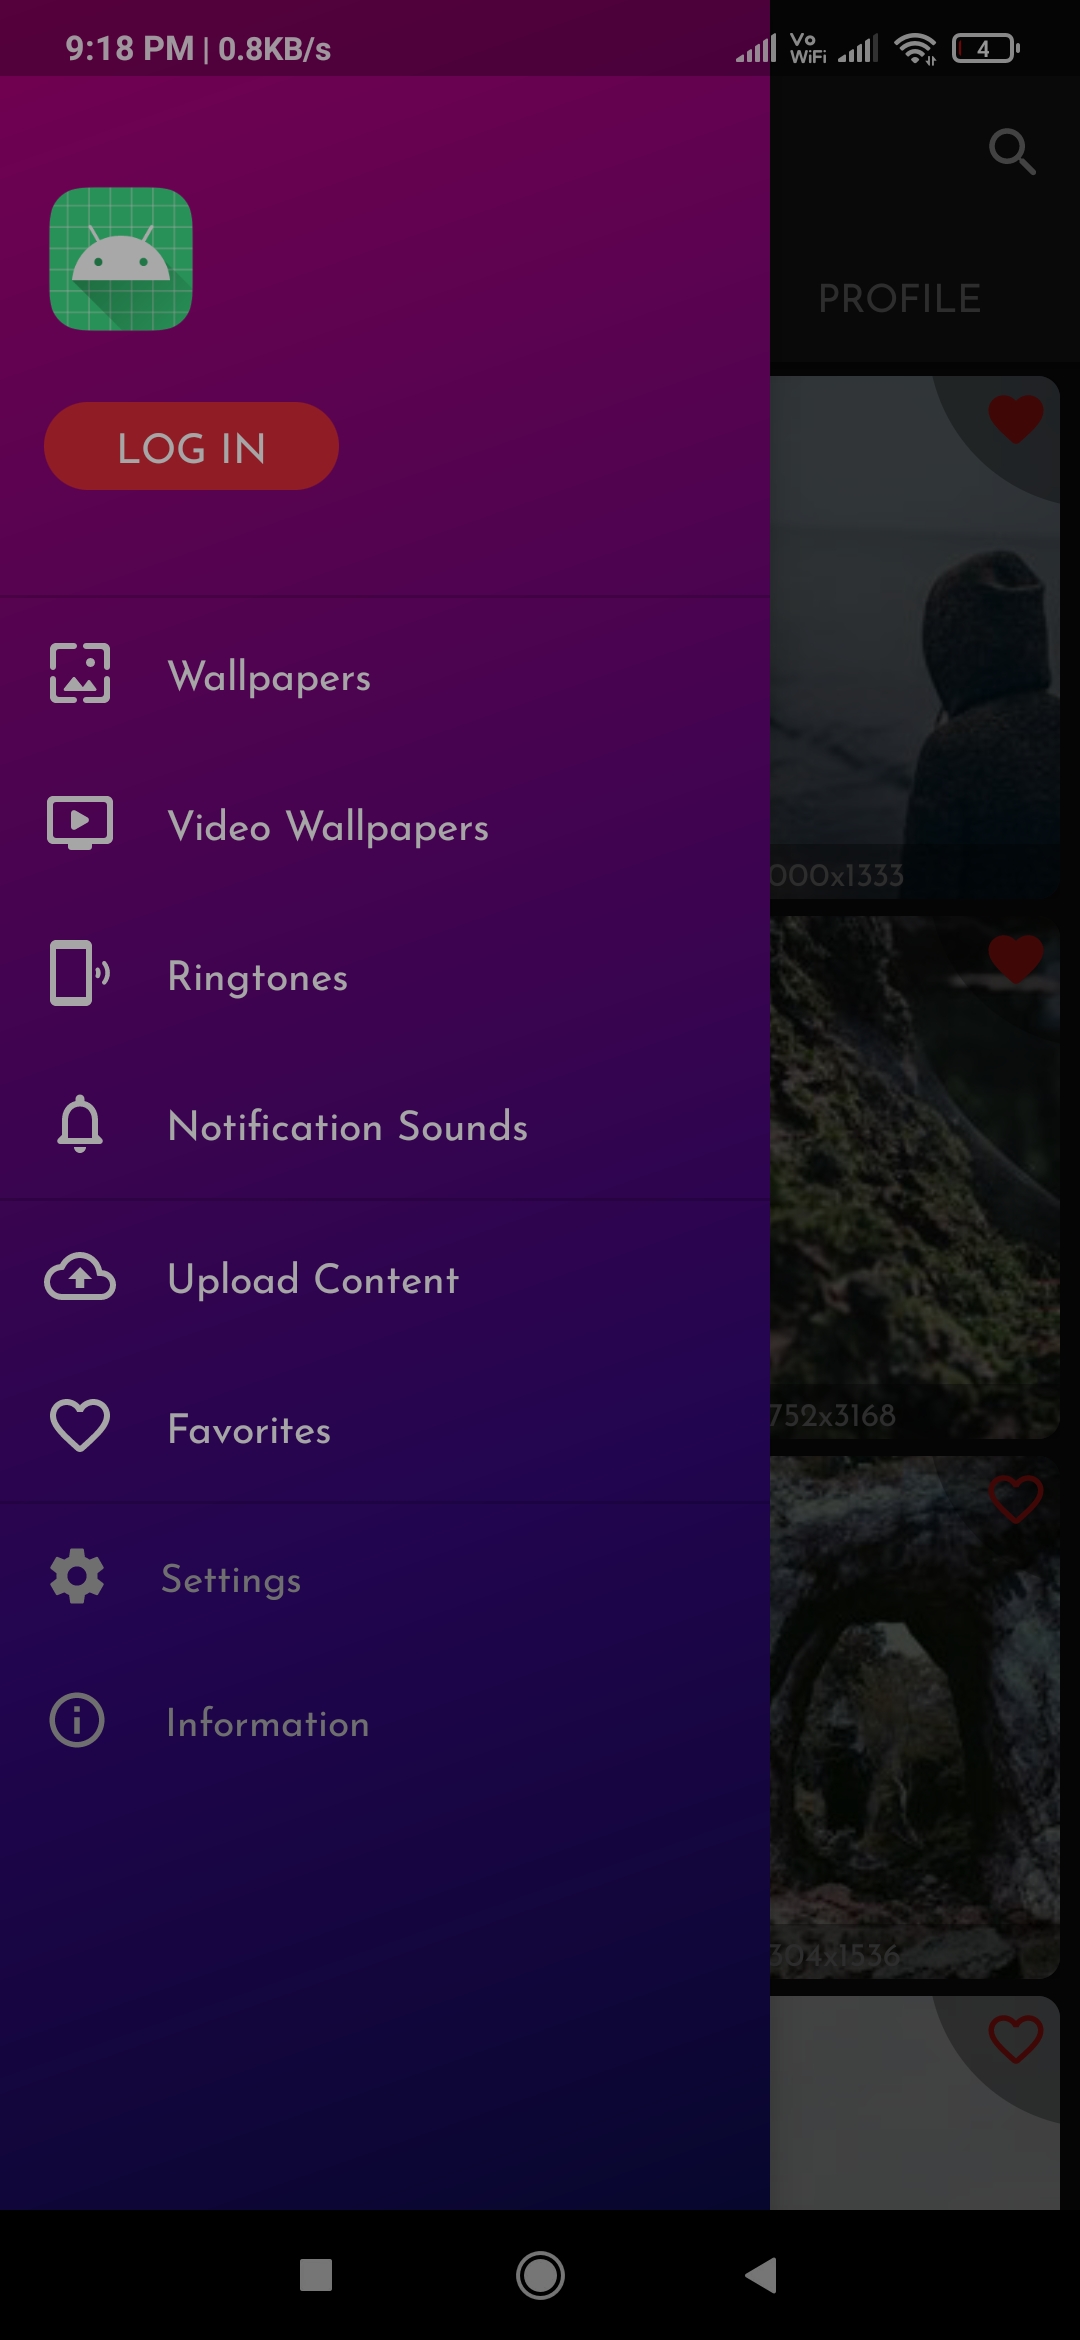 9:18 PM | 0.8KB/s
Vo
WiFi
4
PROFILE
LOG IN
Wallpapers
000x1333
Video Wallpapers
Ringtones
Notification Sounds
Upload Content
Favorites
752x3168
Settings
Information
304x1536